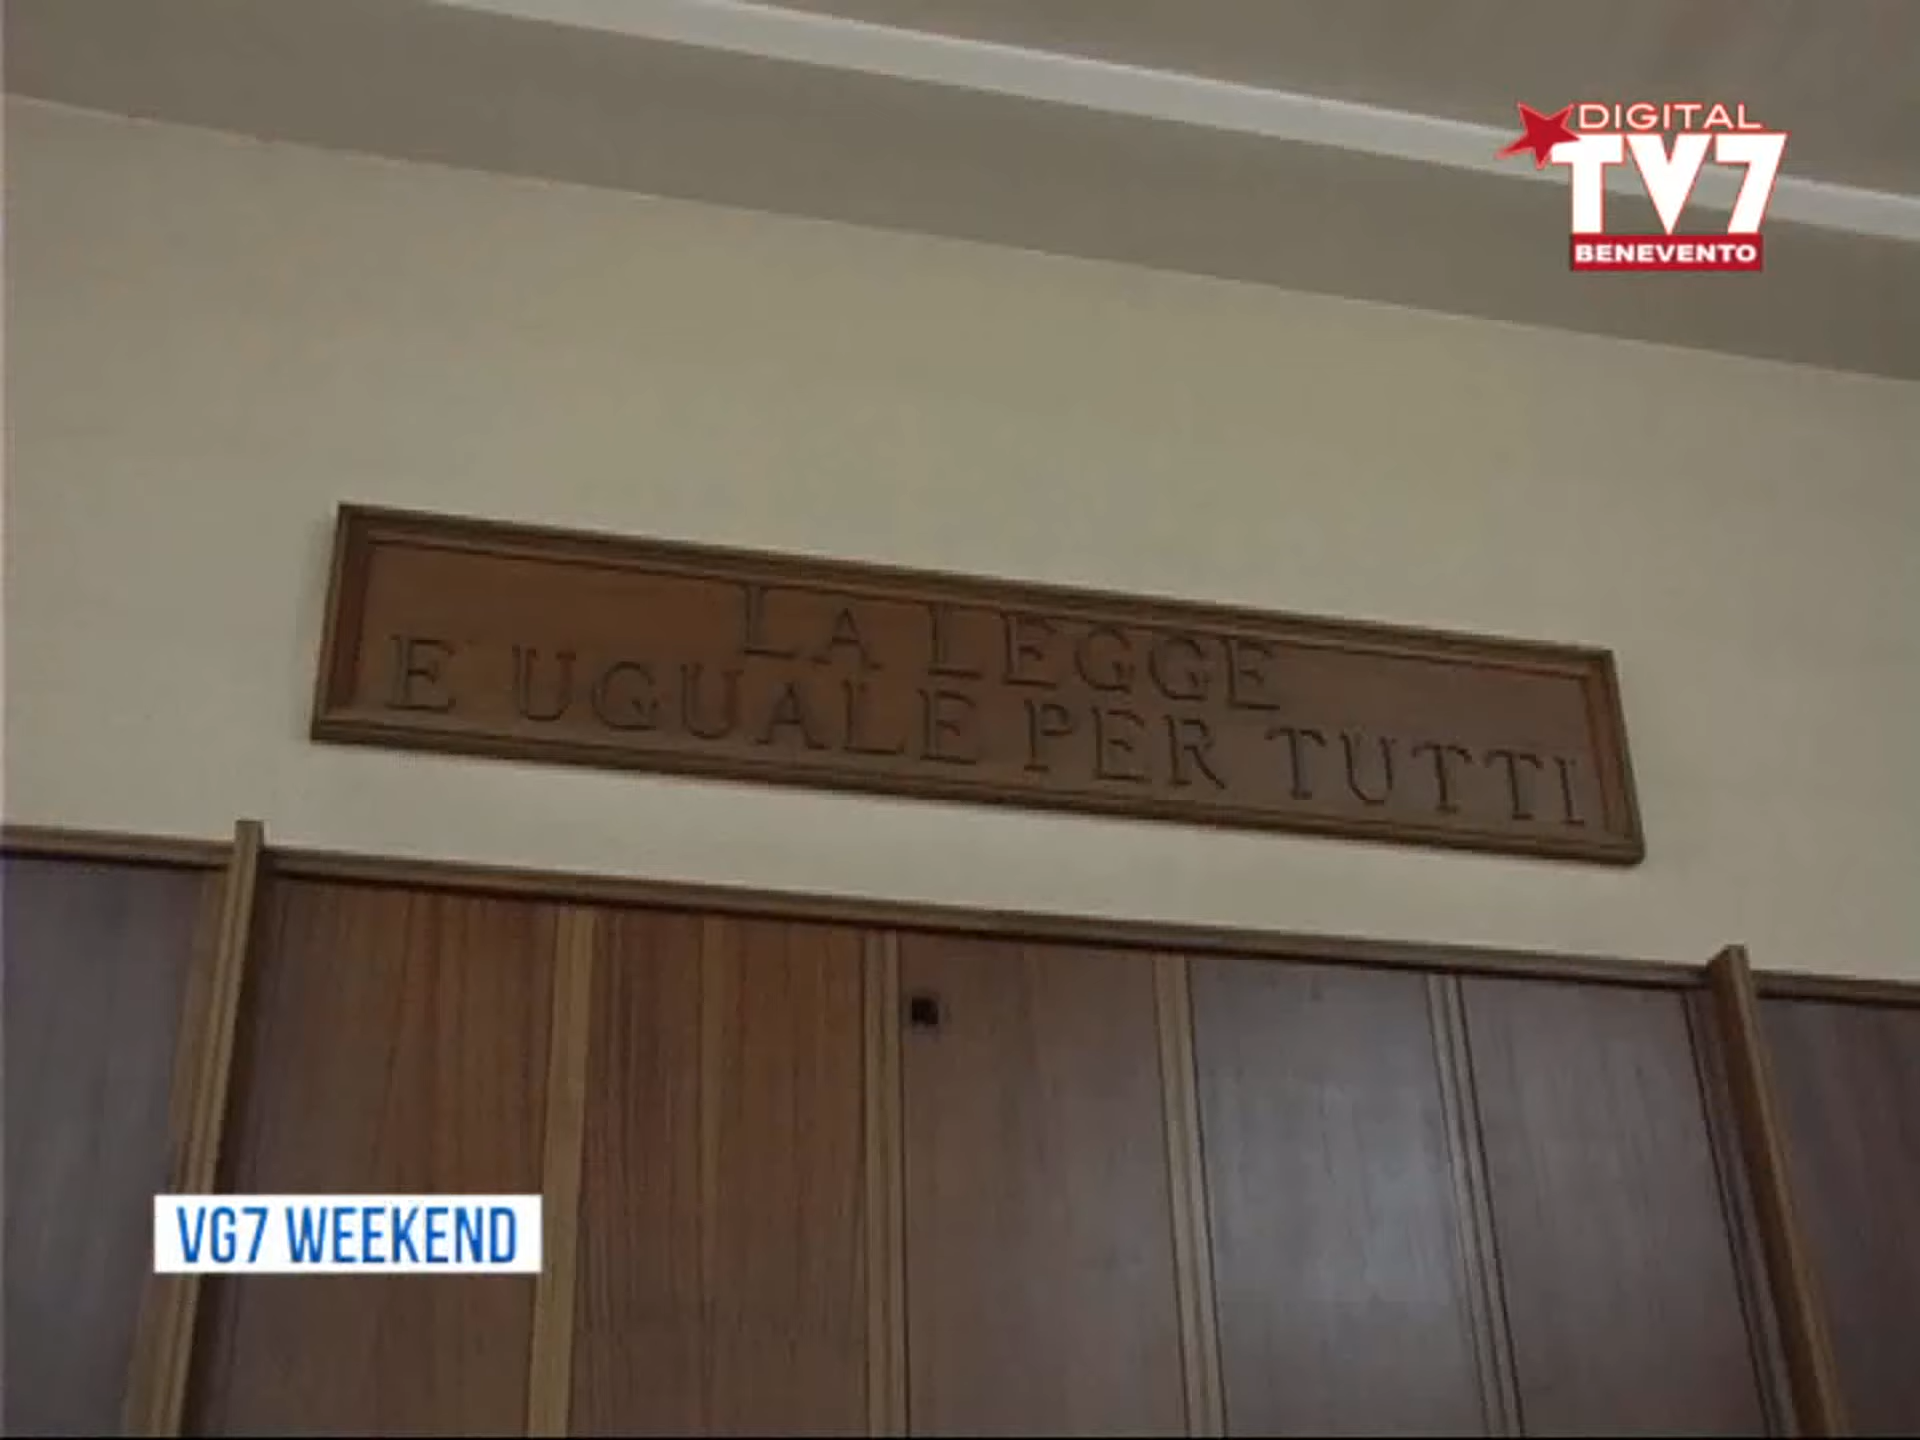 DIGITAL
TV7
BENEVENTO
LA LEGGE
E' UGUALE PER TUTTI
VG7 WEEKEND